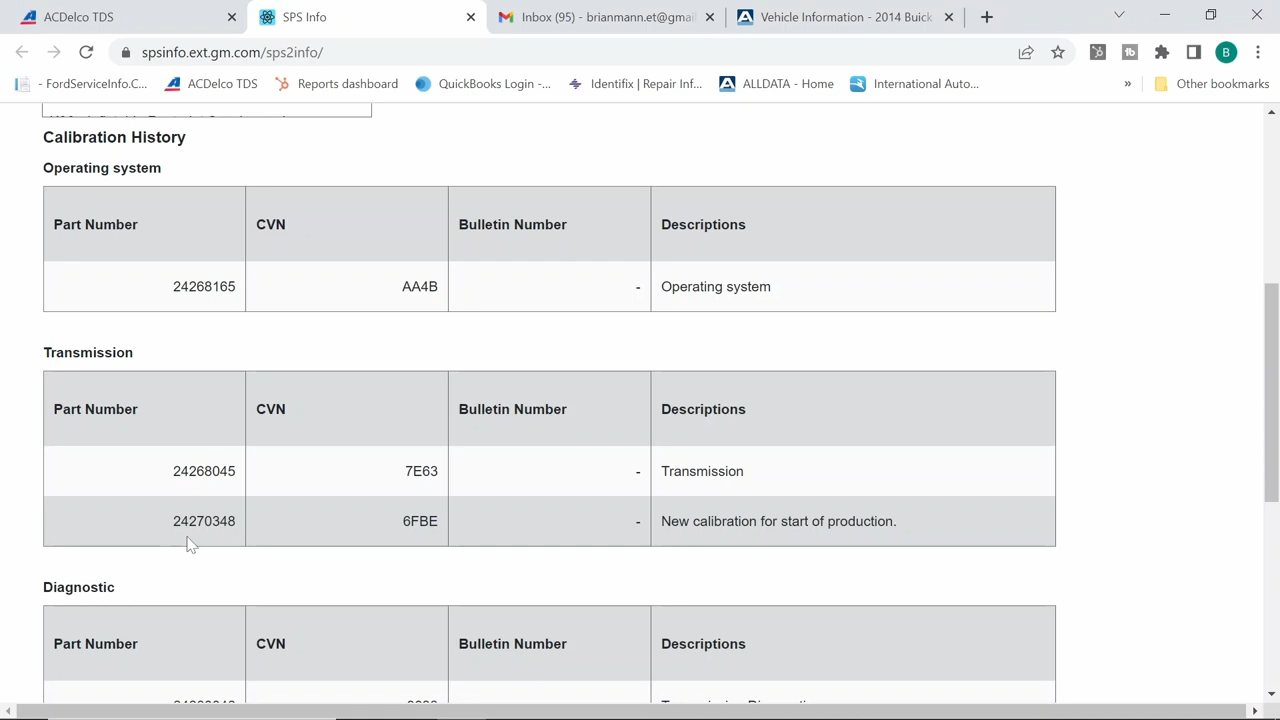 ACDelco TDS
SPS Info
Inbox (95) - brianmann.et@gmai
Vehicle Information - 2014 Buick
spsinfo.ext.gm.com/sps2info/
B
- FordServiceInfo.C...
ACDelco TDS
Reports dashboard
QuickBooks Login -...
Identifix | Repair Inf...
ALLDATA - Home
International Auto...
»
Other bookmarks
Calibration History
Operating system
Part Number CVN Bulletin Number Descriptions
24268165 AA4B - Operating system
Transmission
Part Number CVN Bulletin Number Descriptions
24268045 7E63 - Transmission
24270348 6FBE - New calibration for start of production.
Diagnostic
Part Number CVN Bulletin Number Descriptions